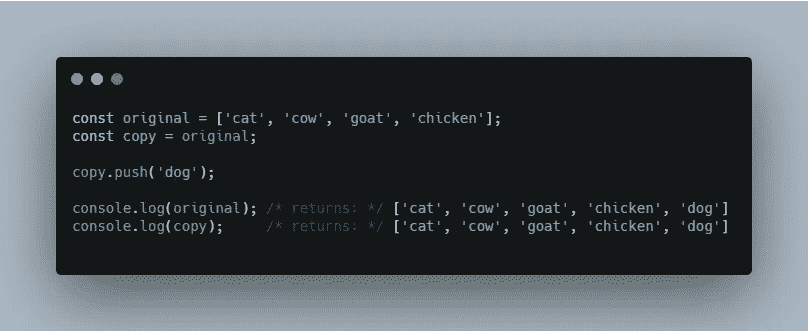 const original = ['cat', 'cow', 'goat', 'chicken'];
const copy = original;
copy.push('dog');
console.log(original); /* returns: */ ['cat', 'cow', 'goat', 'chicken', 'dog']
console.log(copy);     /* returns: */ ['cat', 'cow', 'goat', 'chicken', 'dog']